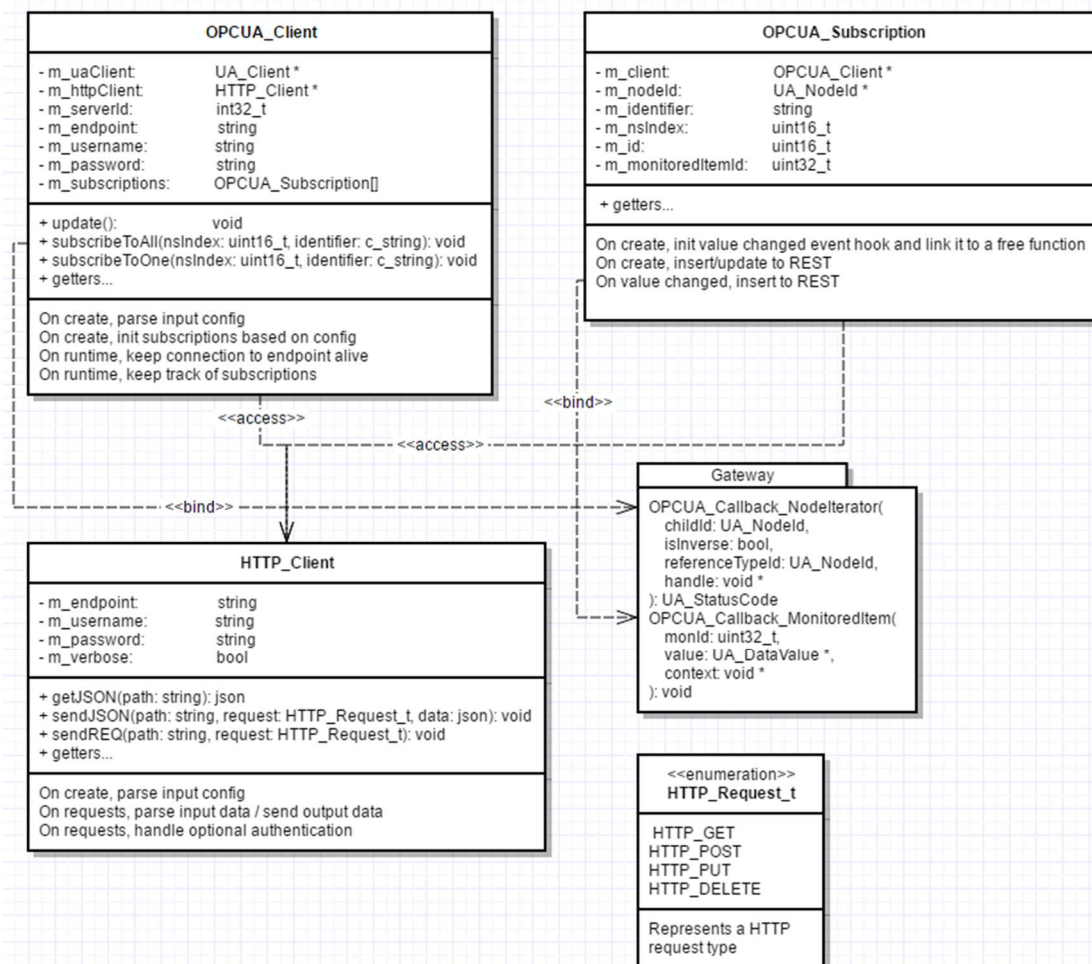 OPCUA_Client
- m_uaClient: UA_Client *
- m_httpClient: HTTP_Client *
- m_serverId: int32_t
- m_endpoint: string
- m_username: string
- m_password: string
- m_subscriptions: OPCUA_Subscription[]
+ update(): void
+ subscribeToAll(nsIndex: uint16_t, identifier: c_string): void
+ subscribeToOne(nsIndex: uint16_t, identifier: c_string): void
+ getters...
On create, parse input config
On create, init subscriptions based on config
On runtime, keep connection to endpoint alive
On runtime, keep track of subscriptions
OPCUA_Subscription
- m_client: OPCUA_Client *
- m_nodeId: UA_NodeId *
- m_identifier: string
- m_nsIndex: uint16_t
- m_id: uint16_t
- m_monitoredItemId: uint32_t
+ getters...
On create, init value changed event hook and link it to a free function
On create, insert/update to REST
On value changed, insert to REST
<<access>>
<<bind>>
<<access>>
<<bind>>
Gateway
OPCUA_Callback_NodeIterator(
childId: UA_NodeId,
isInverse: bool,
referenceTypeId: UA_NodeId,
handle: void *
): UA_StatusCode
OPCUA_Callback_MonitoredItem(
monId: uint32_t,
value: UA_DataValue *,
context: void *
): void
HTTP_Client
- m_endpoint: string
- m_username: string
- m_password: string
- m_verbose: bool
+ getJSON(path: string): json
+ sendJSON(path: string, request: HTTP_Request_t, data: json): void
+ sendREQ(path: string, request: HTTP_Request_t): void
+ getters...
On create, parse input config
On requests, parse input data / send output data
On requests, handle optional authentication
<<enumeration>>
HTTP_Request_t
HTTP_GET
HTTP_POST
HTTP_PUT
HTTP_DELETE
Represents a HTTP
request type